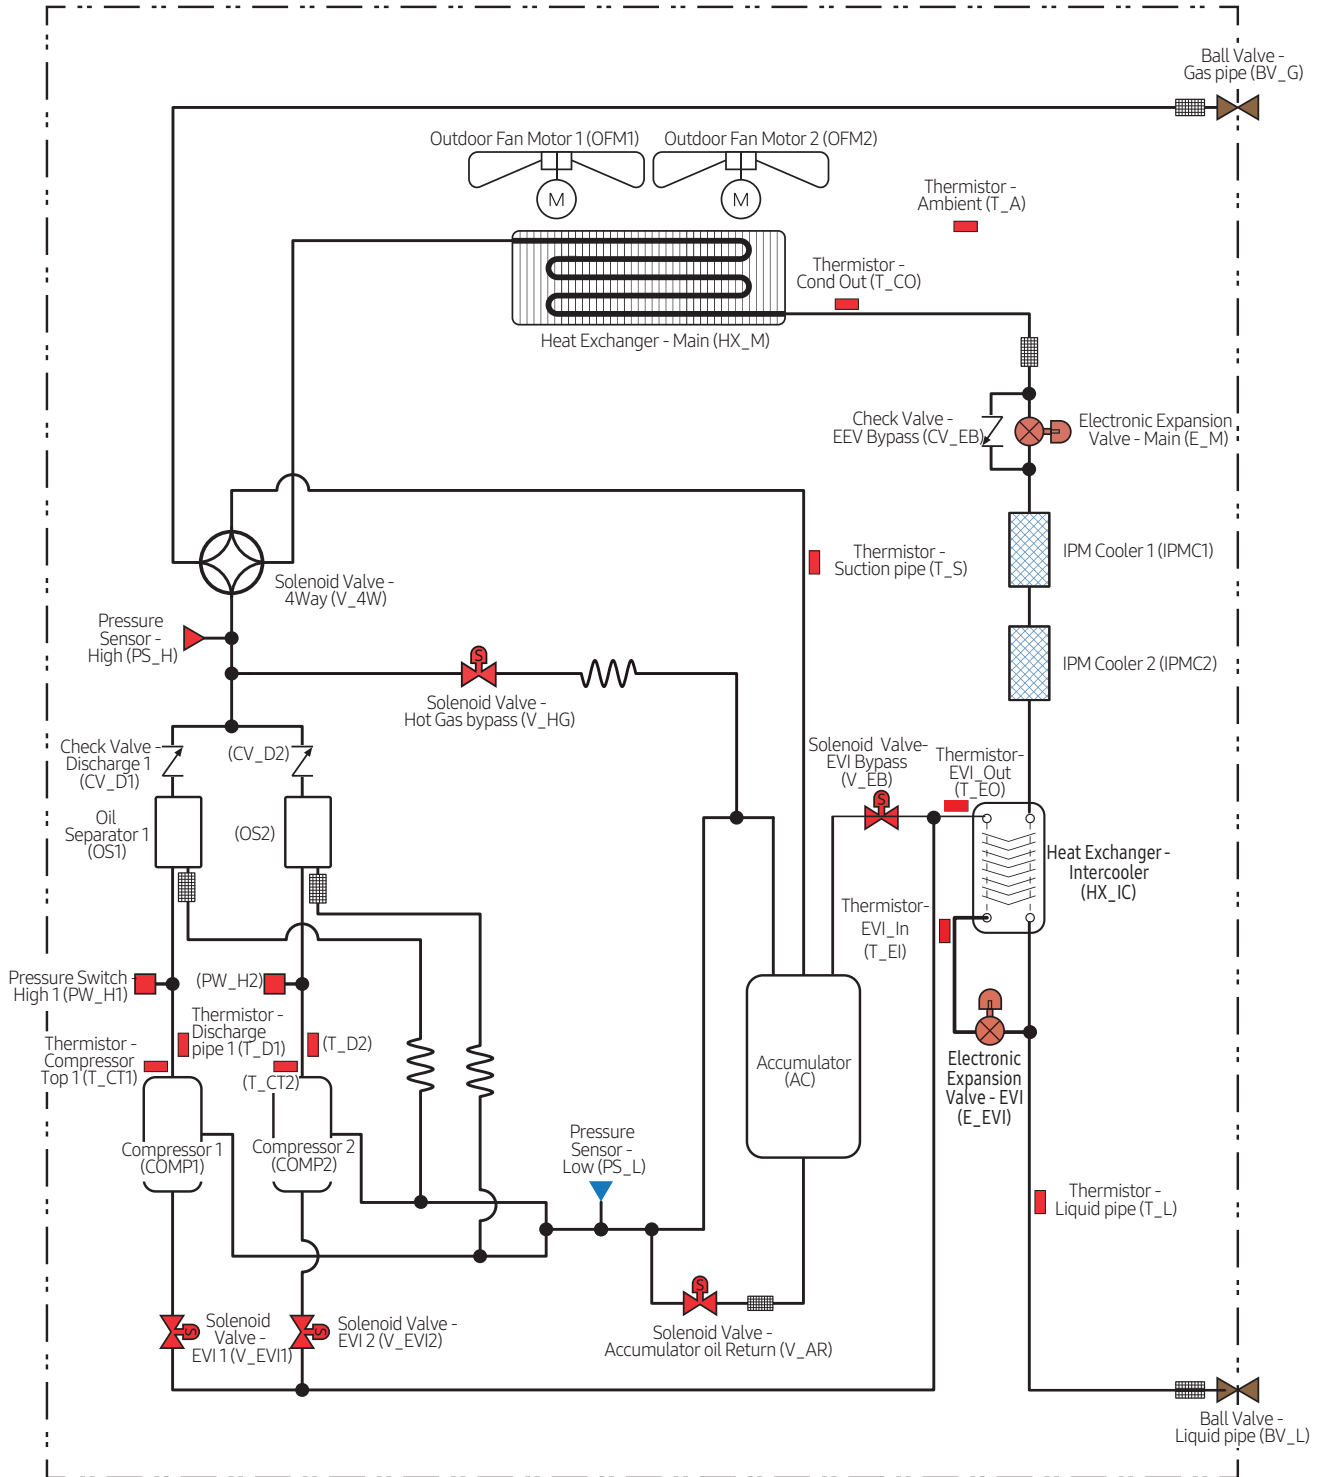 Ball Valve -
Gas pipe (BV_G)
Outdoor Fan Motor 1 (OFM1)
Outdoor Fan Motor 2 (OFM2)
M
M
Thermistor -
Ambient (T_A)
Thermistor -
Cond Out (T_CO)
Heat Exchanger - Main (HX_M)
Check Valve -
EEV Bypass (CV_EB)
Electronic Expansion
Valve - Main (E_M)
IPM Cooler 1 (IPMC1)
Thermistor -
Suction pipe (T_S)
Solenoid Valve -
4Way (V_4W)
Pressure
Sensor -
High (PS_H)
IPM Cooler 2 (IPMC2)
S
Solenoid Valve -
Hot Gas bypass (V_HG)
Check Valve -
Discharge 1
(CV_D1)
(CV_D2)
Solenoid Valve-
EVI Bypass
(V_EB)
S
Thermistor-
EVI_Out
(T_EO)
Oil
Separator 1
(OS1)
(OS2)
Heat Exchanger -
Intercooler
(HX_IC)
Thermistor-
EVI_In
(T_EI)
Pressure Switch -
High 1 (PW_H1)
(PW_H2)
Thermistor -
Discharge
pipe 1 (T_D1)
(T_D2)
Thermistor -
Compressor
Top 1 (T_CT1)
(T_CT2)
Accumulator
(AC)
Electronic
Expansion
Valve - EVI
(E_EVI)
Compressor 1
(COMP1)
Compressor 2
(COMP2)
Pressure
Sensor -
Low (PS_L)
Thermistor -
Liquid pipe (T_L)
S
Solenoid
Valve -
EVI 1 (V_EVI1)
S
Solenoid Valve -
EVI 2 (V_EVI2)
S
Solenoid Valve -
Accumulator oil Return (V_AR)
Ball Valve -
Liquid pipe (BV_L)